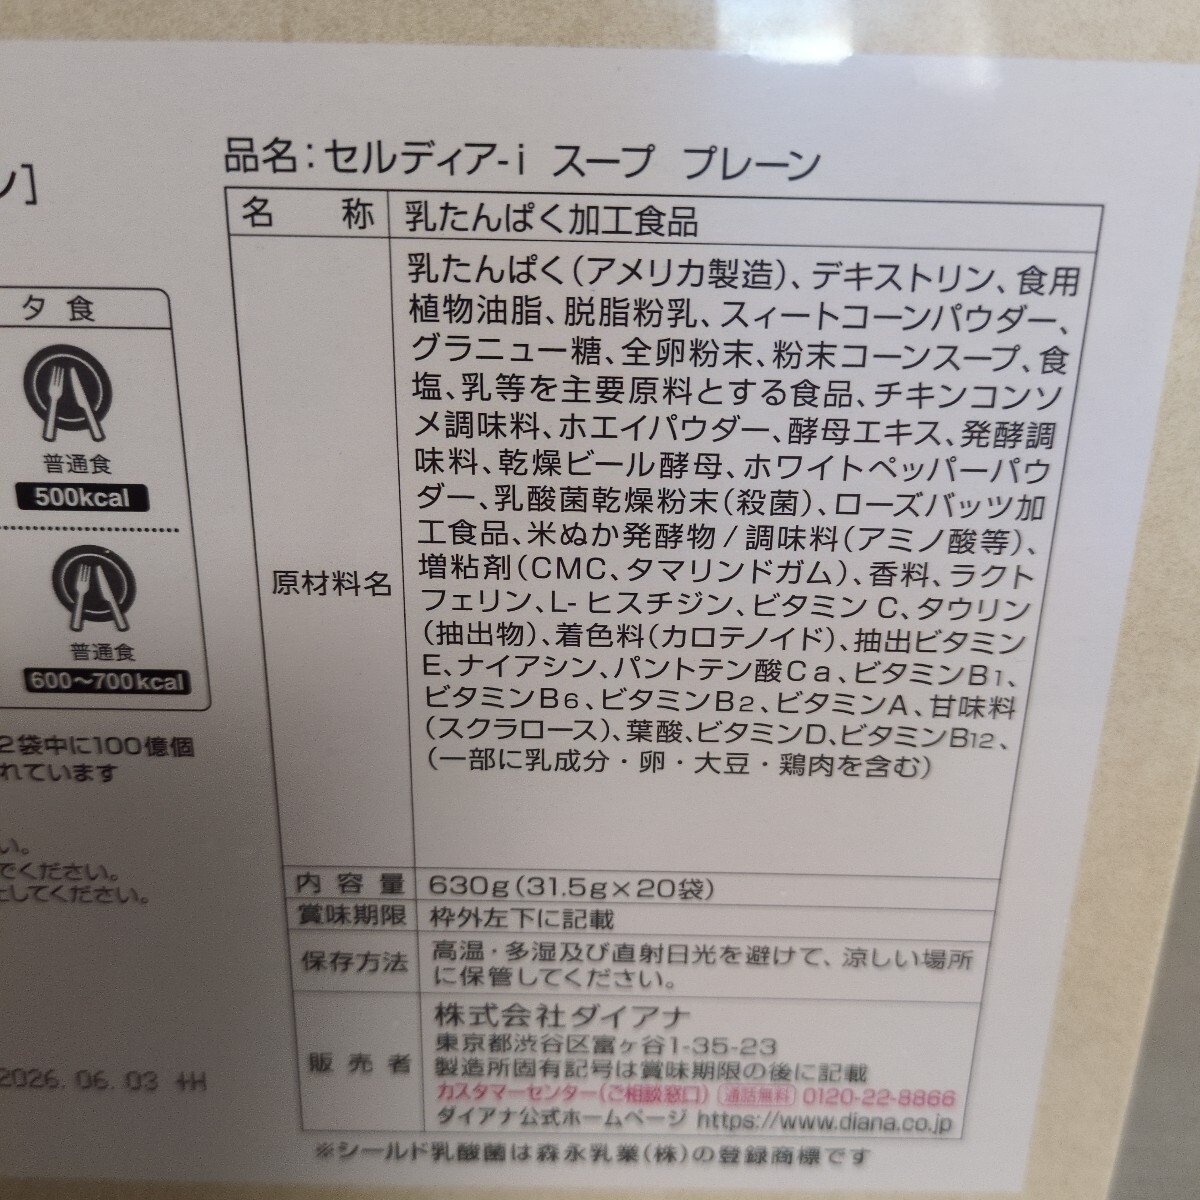 品名：セルディア-i スープ プレーン
ン］
名　称 乳たんぱく加工食品
原材料名
乳たんぱく（アメリカ製造）、デキストリン、食用
植物油脂、脱脂粉乳、スィートコーンパウダー、
グラニュー糖、全卵粉末、粉末コーンスープ、食
塩、乳等を主要原料とする食品、チキンコンソ
メ調味料、ホエイパウダー、酵母エキス、発酵調
味料、乾燥ビール酵母、ホワイトペッパーパウ
ダー、乳酸菌乾燥粉末（殺菌）、ローズバッツ加
工食品、米ぬか発酵物/調味料（アミノ酸等）、
増粘剤（CMC、タマリンドガム）、香料、ラクト
フェリン、L-ヒスチジン、ビタミンC、タウリン
（抽出物）、着色料（カロテノイド）、抽出ビタミン
E、ナイアシン、パントテン酸Ca、ビタミンB1、
ビタミンB6、ビタミンB2、ビタミンA、甘味料
（スクラロース）、葉酸、ビタミンD、ビタミンB12、
（一部に乳成分・卵・大豆・鶏肉を含む）
内容量 630g（31.5g×20袋）
賞味期限 枠外左下に記載
保存方法 高温・多湿及び直射日光を避けて、涼しい場所
に保管してください。
販売者
株式会社ダイアナ
東京都渋谷区富ヶ谷1-35-23
製造所固有記号は賞味期限の後に記載
カスタマーセンター（ご相談窓口） 通話無料 0120-22-8866
ダイアナ公式ホームページ https://www.diana.co.jp
※シールド乳酸菌は森永乳業（株）の登録商標です
夕食
普通食
500kcal
普通食
600〜700kcal
2袋中に100億個
れています
い。
でください。
してください。
2026. 06. 03 +H